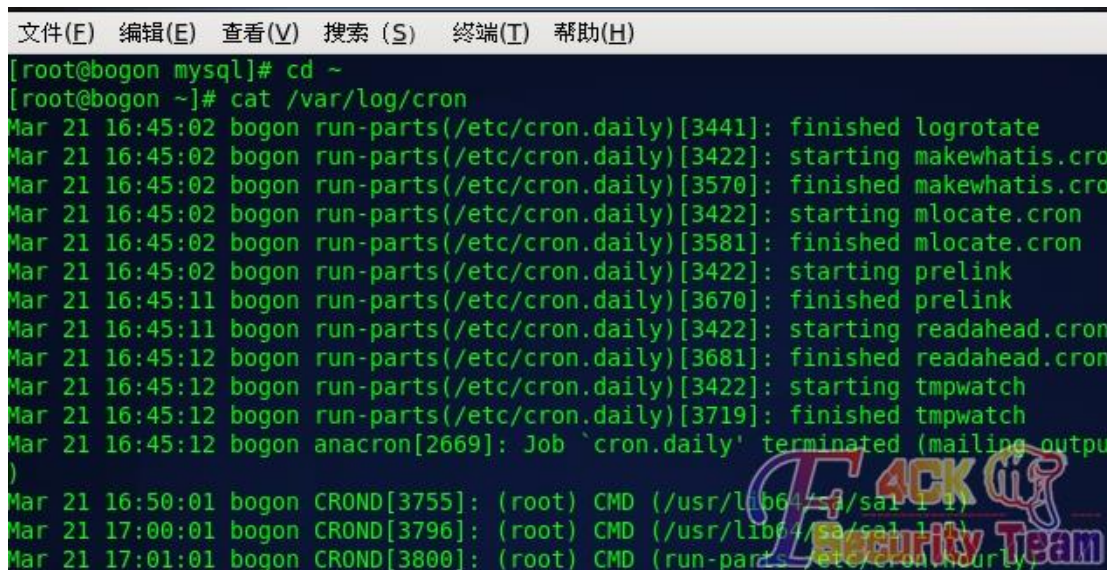 文件(F) 编辑(E) 查看(V) 搜索 (S) 终端(T) 帮助(H)
[root@bogon mysql]# cd ~
[root@bogon ~]# cat /var/log/cron
Mar 21 16:45:02 bogon run-parts(/etc/cron.daily)[3441]: finished logrotate
Mar 21 16:45:02 bogon run-parts(/etc/cron.daily)[3422]: starting makewhatis.cro
Mar 21 16:45:02 bogon run-parts(/etc/cron.daily)[3570]: finished makewhatis.cro
Mar 21 16:45:02 bogon run-parts(/etc/cron.daily)[3422]: starting mlocate.cron
Mar 21 16:45:02 bogon run-parts(/etc/cron.daily)[3581]: finished mlocate.cron
Mar 21 16:45:02 bogon run-parts(/etc/cron.daily)[3422]: starting prelink
Mar 21 16:45:11 bogon run-parts(/etc/cron.daily)[3670]: finished prelink
Mar 21 16:45:11 bogon run-parts(/etc/cron.daily)[3422]: starting readahead.cron
Mar 21 16:45:12 bogon run-parts(/etc/cron.daily)[3681]: finished readahead.cron
Mar 21 16:45:12 bogon run-parts(/etc/cron.daily)[3422]: starting tmpwatch
Mar 21 16:45:12 bogon run-parts(/etc/cron.daily)[3719]: finished tmpwatch
Mar 21 16:45:12 bogon anacron[2669]: Job `cron.daily' terminated (mailing outpu
)
Mar 21 16:50:01 bogon CROND[3755]: (root) CMD (/usr/lib64/sa/sa1 1 1)
Mar 21 17:00:01 bogon CROND[3796]: (root) CMD (/usr/lib64/sa/sa1 1 1)
Mar 21 17:01:01 bogon CROND[3800]: (root) CMD (run-parts /etc/cron.hourly)
F4CK
Security Team